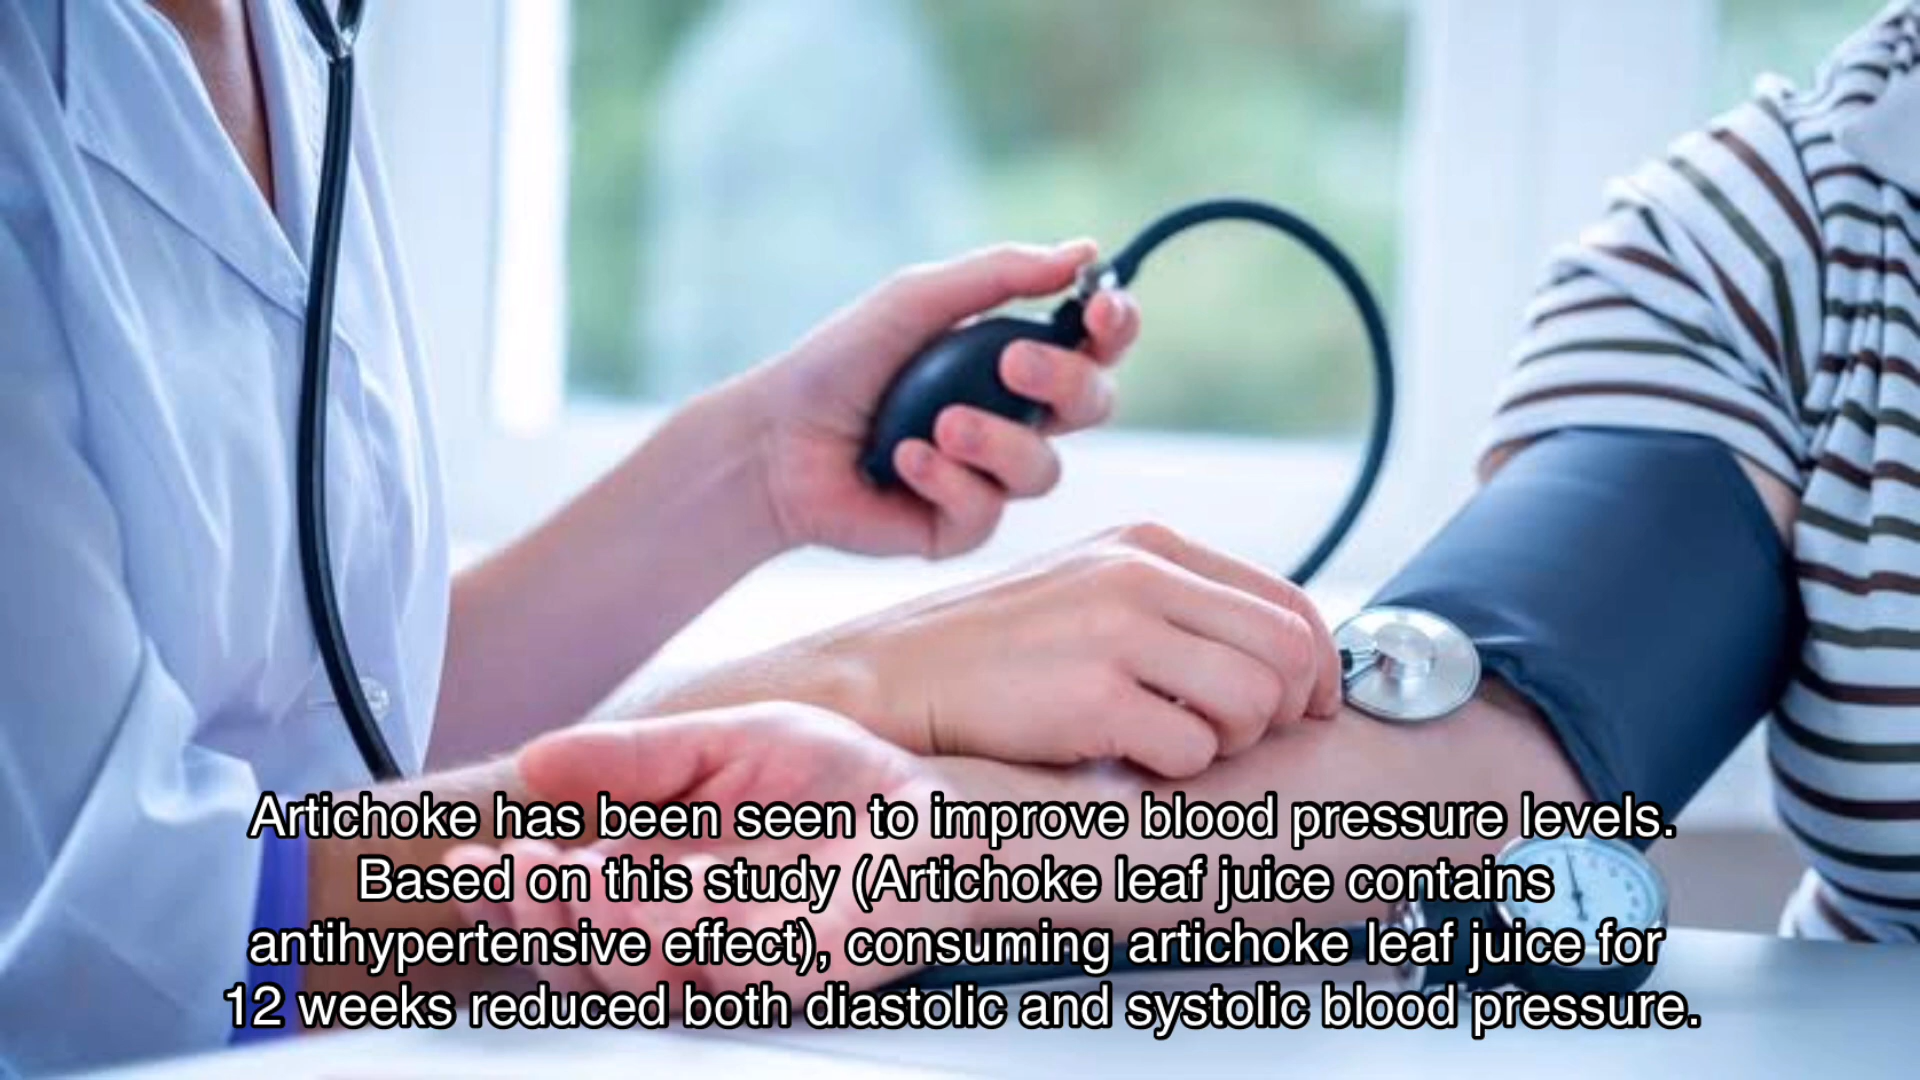 Artichoke has been seen to improve blood pressure levels.
Based on this study (Artichoke leaf juice contains
antihypertensive effect), consuming artichoke leaf juice for
12 weeks reduced both diastolic and systolic blood pressure.